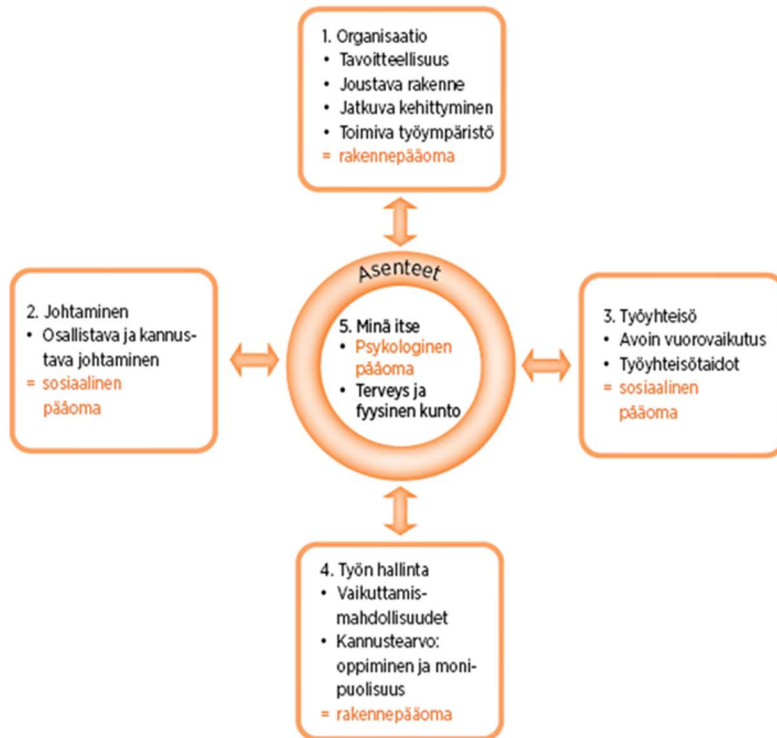 1. Organisaatio
• Tavoitteellisuus
• Joustava rakenne
• Jatkuva kehittyminen
• Toimiva työympäristö
= rakennepääoma
2. Johtaminen
• Osallistava ja kannus-
tava johtaminen
= sosiaalinen
pääoma
Asenteet
5. Minä itse
• Psykologinen
pääoma
• Terveys ja
fyysinen kunto
3. Työyhteisö
• Avoin vuorovaikutus
• Työyhteisötaidot
= sosiaalinen
pääoma
4. Työn hallinta
• Vaikuttamis-
mahdollisuudet
• Kannustearvo:
oppiminen ja moni-
puolisuus
= rakennepääoma